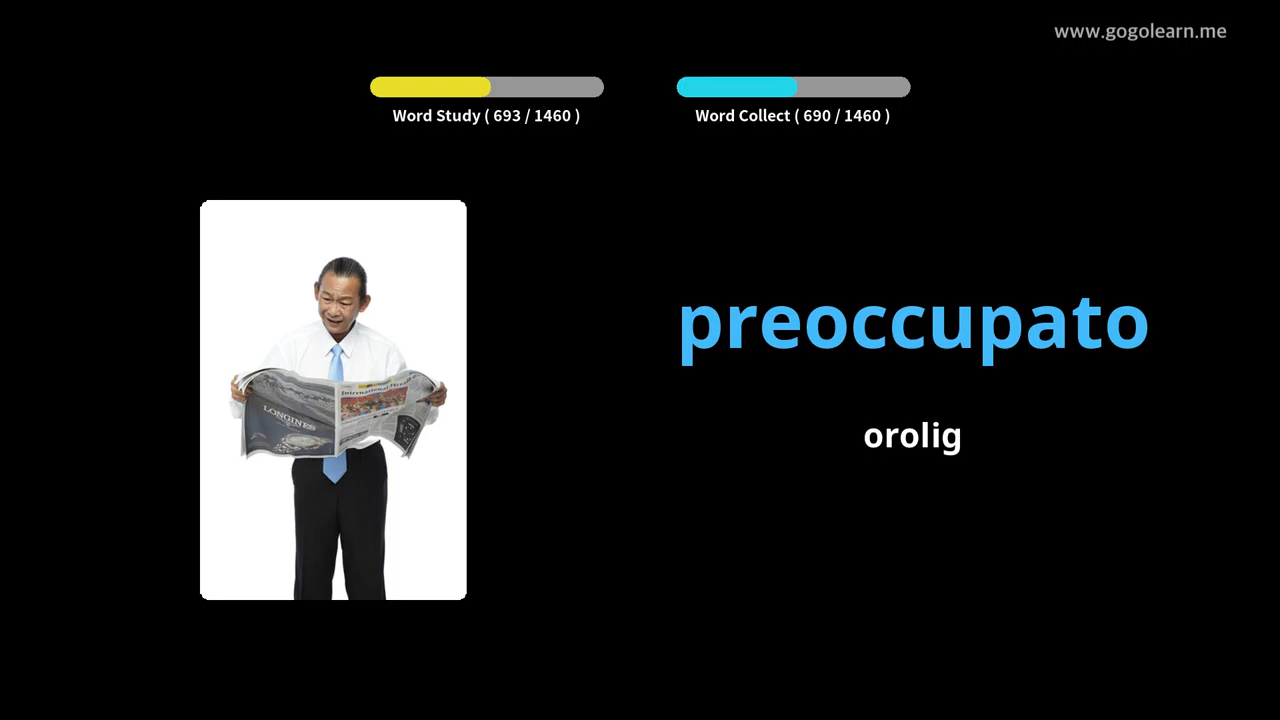 www.gogolearn.me
Word Study ( 693 / 1460 )
Word Collect ( 690 / 1460 )
preoccupato
orolig
LONGINES
International Herald